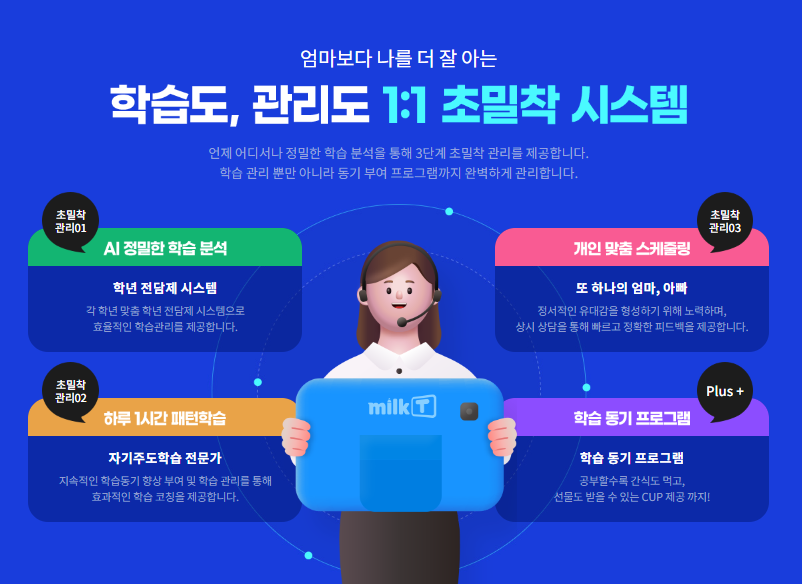 엄마보다 나를 더 잘 아는
학습도, 관리도 1:1 초밀착 시스템
언제 어디서나 정밀한 학습 분석을 통해 3단계 초밀착 관리를 제공합니다.
학습 관리 뿐만 아니라 동기 부여 프로그램까지 완벽하게 관리합니다.
초밀착
관리01
AI 정밀한 학습 분석
학년 전담제 시스템
각 학년 맞춤 학년 전담제 시스템으로
효율적인 학습관리를 제공합니다.
초밀착
관리02
하루 1시간 패턴학습
자기주도학습 전문가
지속적인 학습동기 향상 부여 및 학습 관리를 통해
효과적인 학습 코칭을 제공합니다.
milk T
초밀착
관리03
개인 맞춤 스케줄링
또 하나의 엄마, 아빠
정서적인 유대감을 형성하기 위해 노력하며,
상시 상담을 통해 빠르고 정확한 피드백을 제공합니다.
Plus +
학습 동기 프로그램
학습 동기 프로그램
공부할수록 간식도 먹고,
선물도 받을 수 있는 CUP 제공 까지!